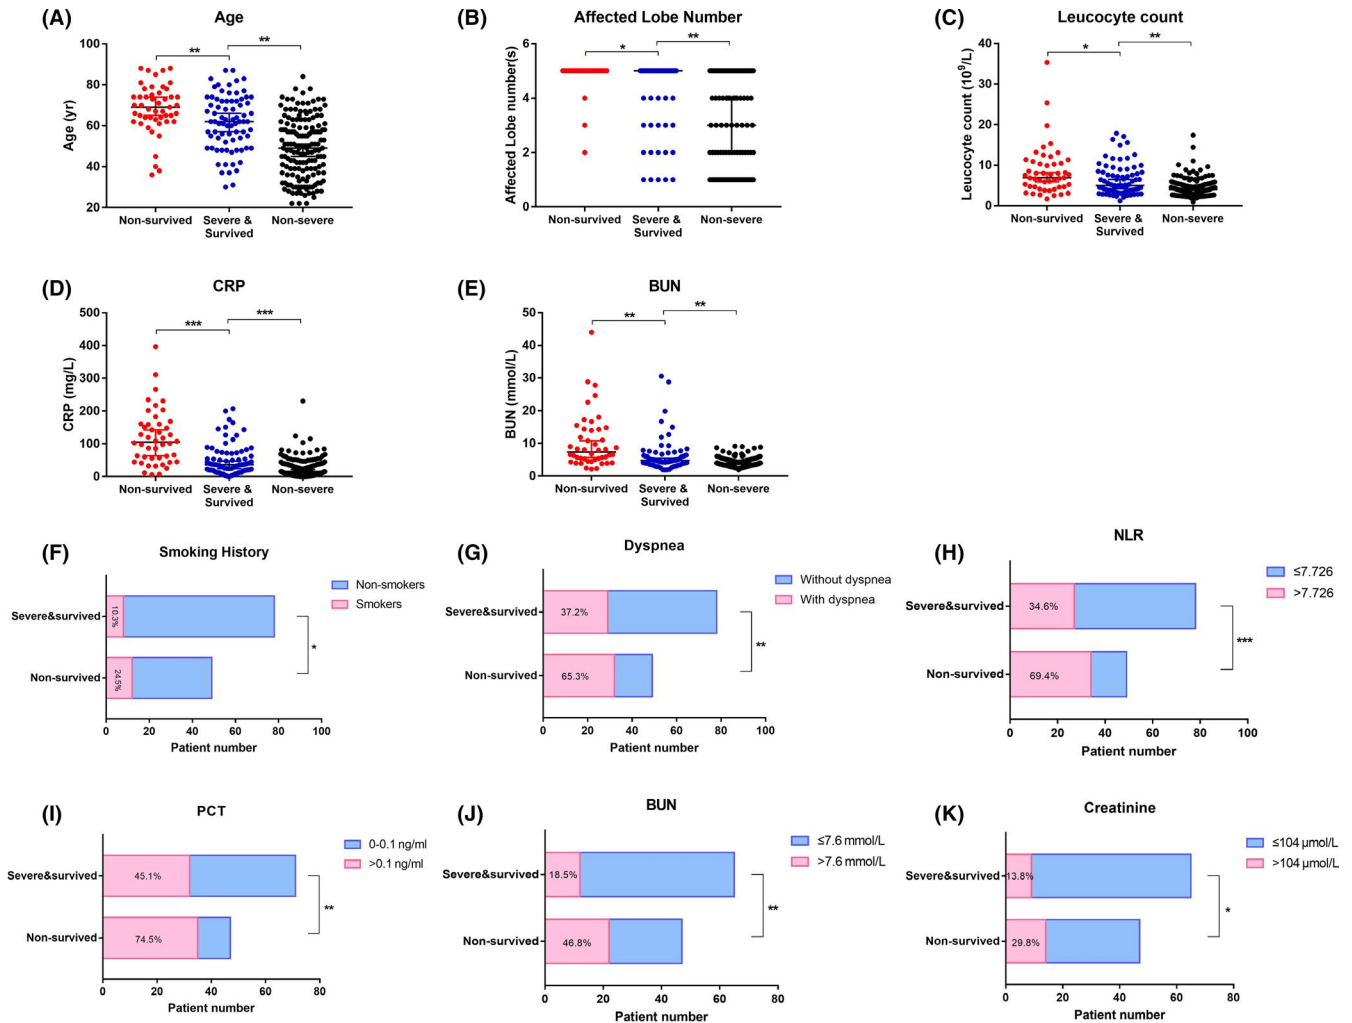 (A)
Age
Age (yr)
100
80
60
40
20
**
**
Non-survived
Severe &
Survived
Non-severe
(B)
Affected Lobe Number
Affected Lobe number(s)
6
4
2
0
*
**
Non-survived
Severe &
Survived
Non-severe
(C)
Leucocyte count
Leucocyte count (10⁹/L)
40
30
20
10
0
*
**
Non-survived
Severe &
Survived
Non-severe
(D)
CRP
CRP (mg/L)
500
400
300
200
100
0
***
***
Non-survived
Severe &
Survived
Non-severe
(E)
BUN
BUN (mmol/L)
50
40
30
20
10
0
**
**
Non-survived
Severe &
Survived
Non-severe
(F)
Smoking History
Non-smokers
Smokers
Severe&survived
10.3%
Non-survived
24.5%
*
0 20 40 60 80 100
Patient number
(G)
Dyspnea
Without dyspnea
With dyspnea
Severe&survived
37.2%
Non-survived
65.3%
**
0 20 40 60 80 100
Patient number
(H)
NLR
≤7.726
>7.726
Severe&survived
34.6%
Non-survived
69.4%
***
0 20 40 60 80 100
Patient number
(I)
PCT
0-0.1 ng/ml
>0.1 ng/ml
Severe&survived
45.1%
Non-survived
74.5%
**
0 20 40 60 80
Patient number
(J)
BUN
≤7.6 mmol/L
>7.6 mmol/L
Severe&survived
18.5%
Non-survived
46.8%
**
0 20 40 60 80
Patient number
(K)
Creatinine
≤104 μmol/L
>104 μmol/L
Severe&survived
13.8%
Non-survived
29.8%
*
0 20 40 60 80
Patient number